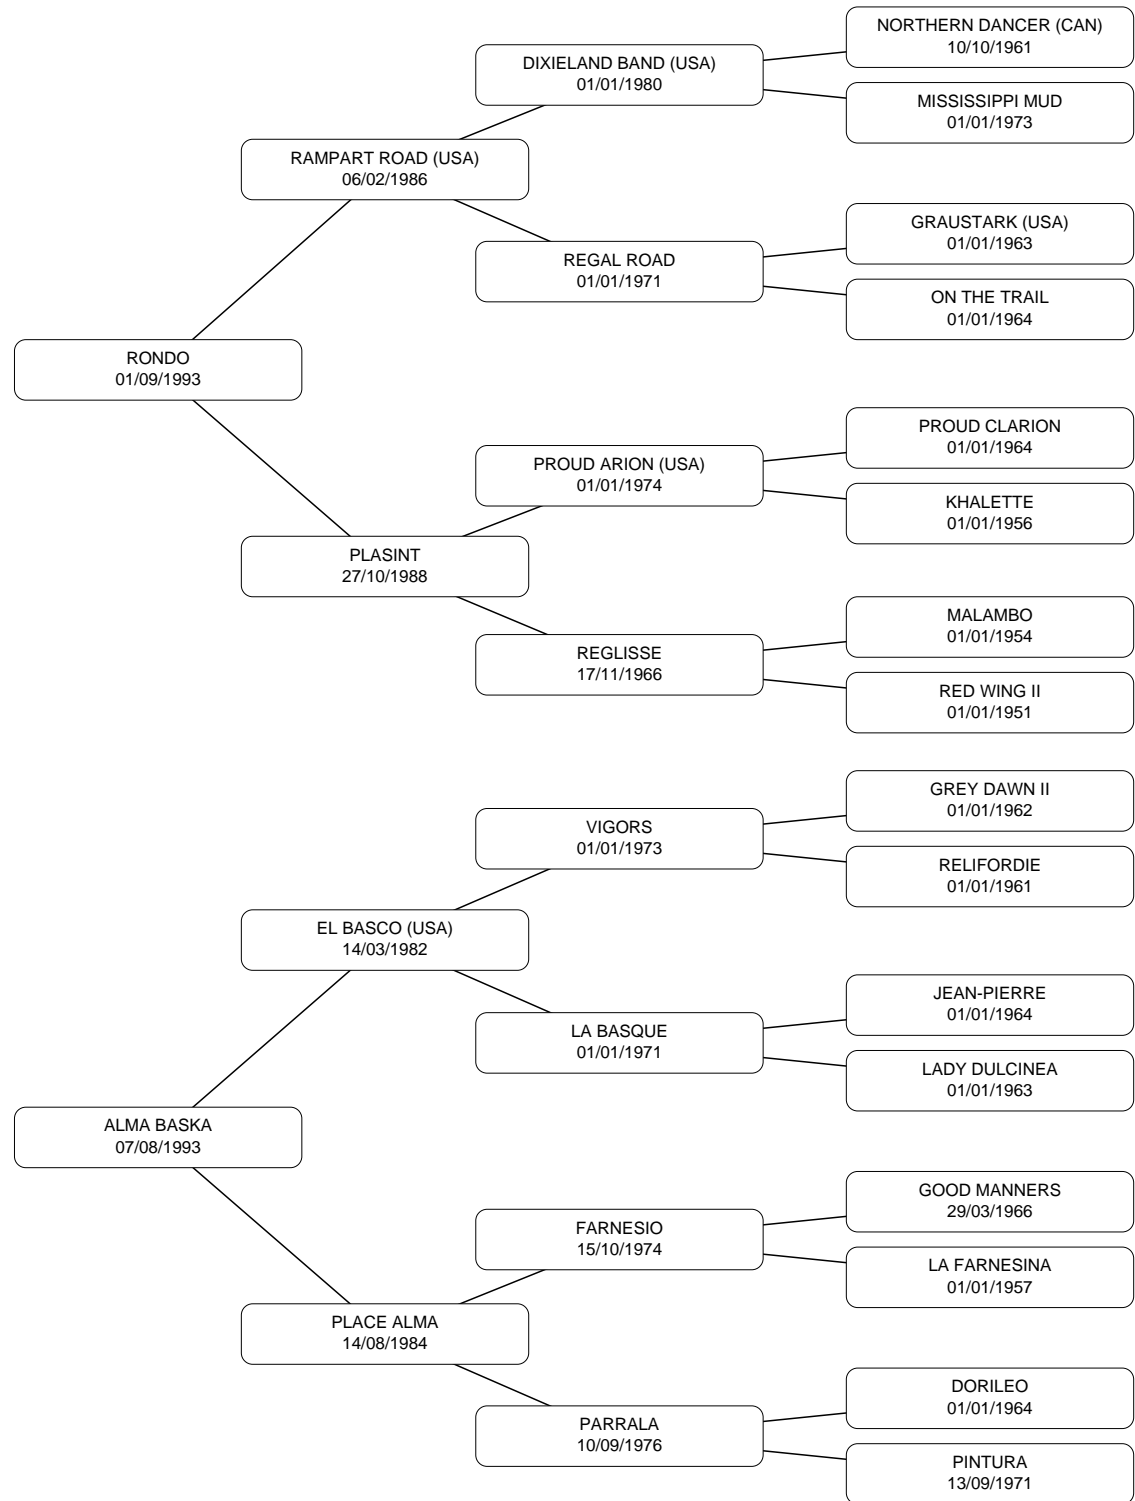 NORTHERN DANCER (CAN)
10/10/1961
DIXIELAND BAND (USA)
01/01/1980
MISSISSIPPI MUD
01/01/1973
RAMPART ROAD (USA)
06/02/1986
GRAUSTARK (USA)
01/01/1963
REGAL ROAD
01/01/1971
ON THE TRAIL
01/01/1964
RONDO
01/09/1993
PROUD CLARION
01/01/1964
PROUD ARION (USA)
01/01/1974
KHALETTE
01/01/1956
PLASINT
27/10/1988
MALAMBO
01/01/1954
REGLISSE
17/11/1966
RED WING II
01/01/1951
GREY DAWN II
01/01/1962
VIGORS
01/01/1973
RELIFORDIE
01/01/1961
EL BASCO (USA)
14/03/1982
JEAN-PIERRE
01/01/1964
LA BASQUE
01/01/1971
LADY DULCINEA
01/01/1963
ALMA BASKA
07/08/1993
GOOD MANNERS
29/03/1966
FARNESIO
15/10/1974
LA FARNESINA
01/01/1957
PLACE ALMA
14/08/1984
DORILEO
01/01/1964
PARRALA
10/09/1976
PINTURA
13/09/1971